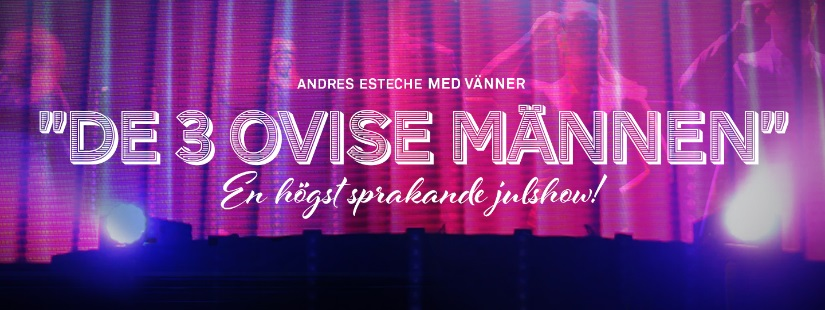 ANDRES ESTECHE MED VÄNNER
"DE 3 OVISE MÄNNEN"
En högst sprakande julshow!